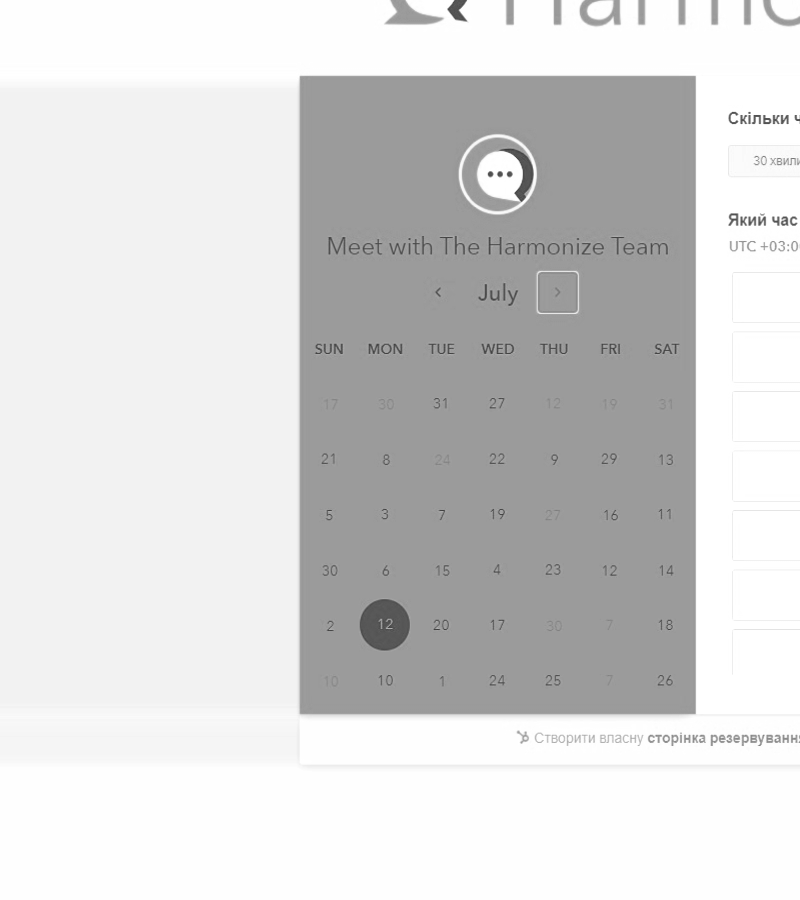 Harmo
Meet with The Harmonize Team
July
SUN MON TUE WED THU FRI SAT
17 30 31 27 12 19 31
21 8 24 22 9 29 13
5 3 7 19 27 16 11
30 6 15 4 23 12 14
2 12 20 17 30 7 18
10 10 1 24 25 7 26
Скільки ч
30 хвили
Який час
UTC +03:0
Створити власну сторінка резервування